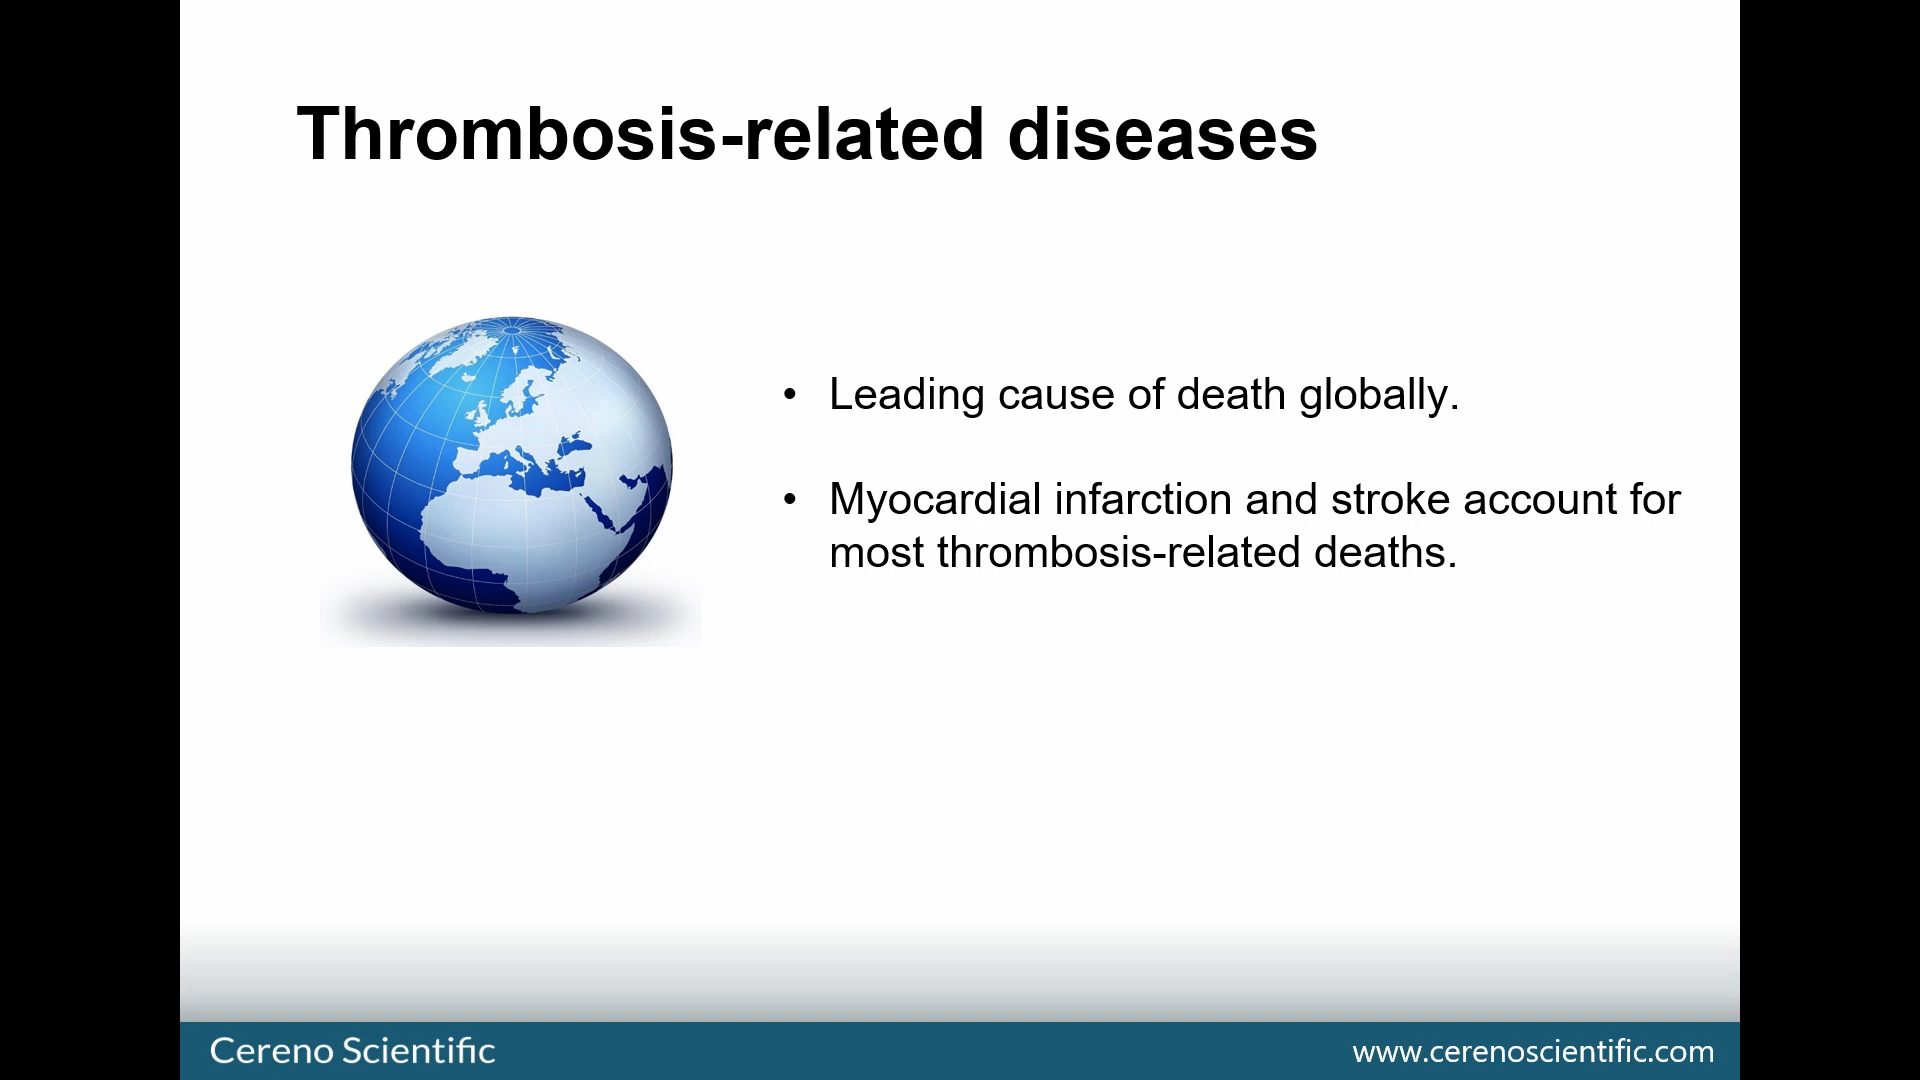 Thrombosis-related diseases
• Leading cause of death globally.
• Myocardial infarction and stroke account for
most thrombosis-related deaths.
Cereno Scientific
www.cerenoscientific.com